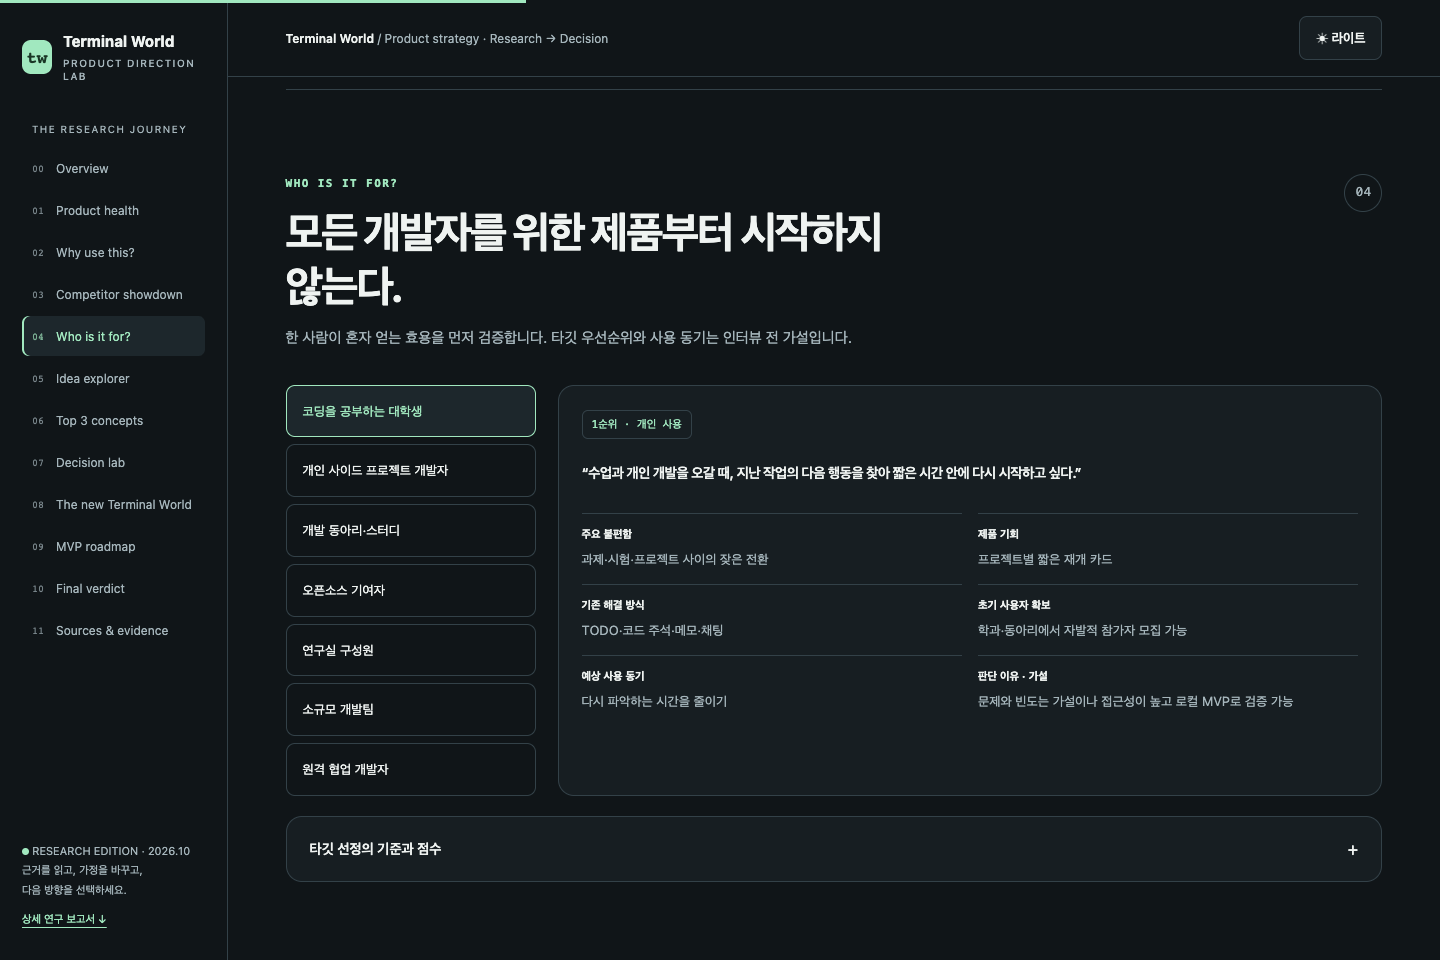 tw
Terminal World
PRODUCT DIRECTION
LAB
THE RESEARCH JOURNEY
00 Overview
01 Product health
02 Why use this?
03 Competitor showdown
04 Who is it for?
05 Idea explorer
06 Top 3 concepts
07 Decision lab
08 The new Terminal World
09 MVP roadmap
10 Final verdict
11 Sources & evidence
RESEARCH EDITION · 2026.10
근거를 읽고, 가정을 바꾸고,
다음 방향을 선택하세요.
상세 연구 보고서 ↓
Terminal World / Product strategy · Research → Decision
☀ 라이트
WHO IS IT FOR?
04
모든 개발자를 위한 제품부터 시작하지
않는다.
한 사람이 혼자 얻는 효용을 먼저 검증합니다. 타깃 우선순위와 사용 동기는 인터뷰 전 가설입니다.
코딩을 공부하는 대학생
개인 사이드 프로젝트 개발자
개발 동아리·스터디
오픈소스 기여자
연구실 구성원
소규모 개발팀
원격 협업 개발자
1순위 · 개인 사용
“수업과 개인 개발을 오갈 때, 지난 작업의 다음 행동을 찾아 짧은 시간 안에 다시 시작하고 싶다.”
주요 불편함
과제·시험·프로젝트 사이의 잦은 전환
제품 기회
프로젝트별 짧은 재개 카드
기존 해결 방식
TODO·코드 주석·메모·채팅
초기 사용자 확보
학과·동아리에서 자발적 참가자 모집 가능
예상 사용 동기
다시 파악하는 시간을 줄이기
판단 이유 · 가설
문제와 빈도는 가설이나 접근성이 높고 로컬 MVP로 검증 가능
타깃 선정의 기준과 점수
+